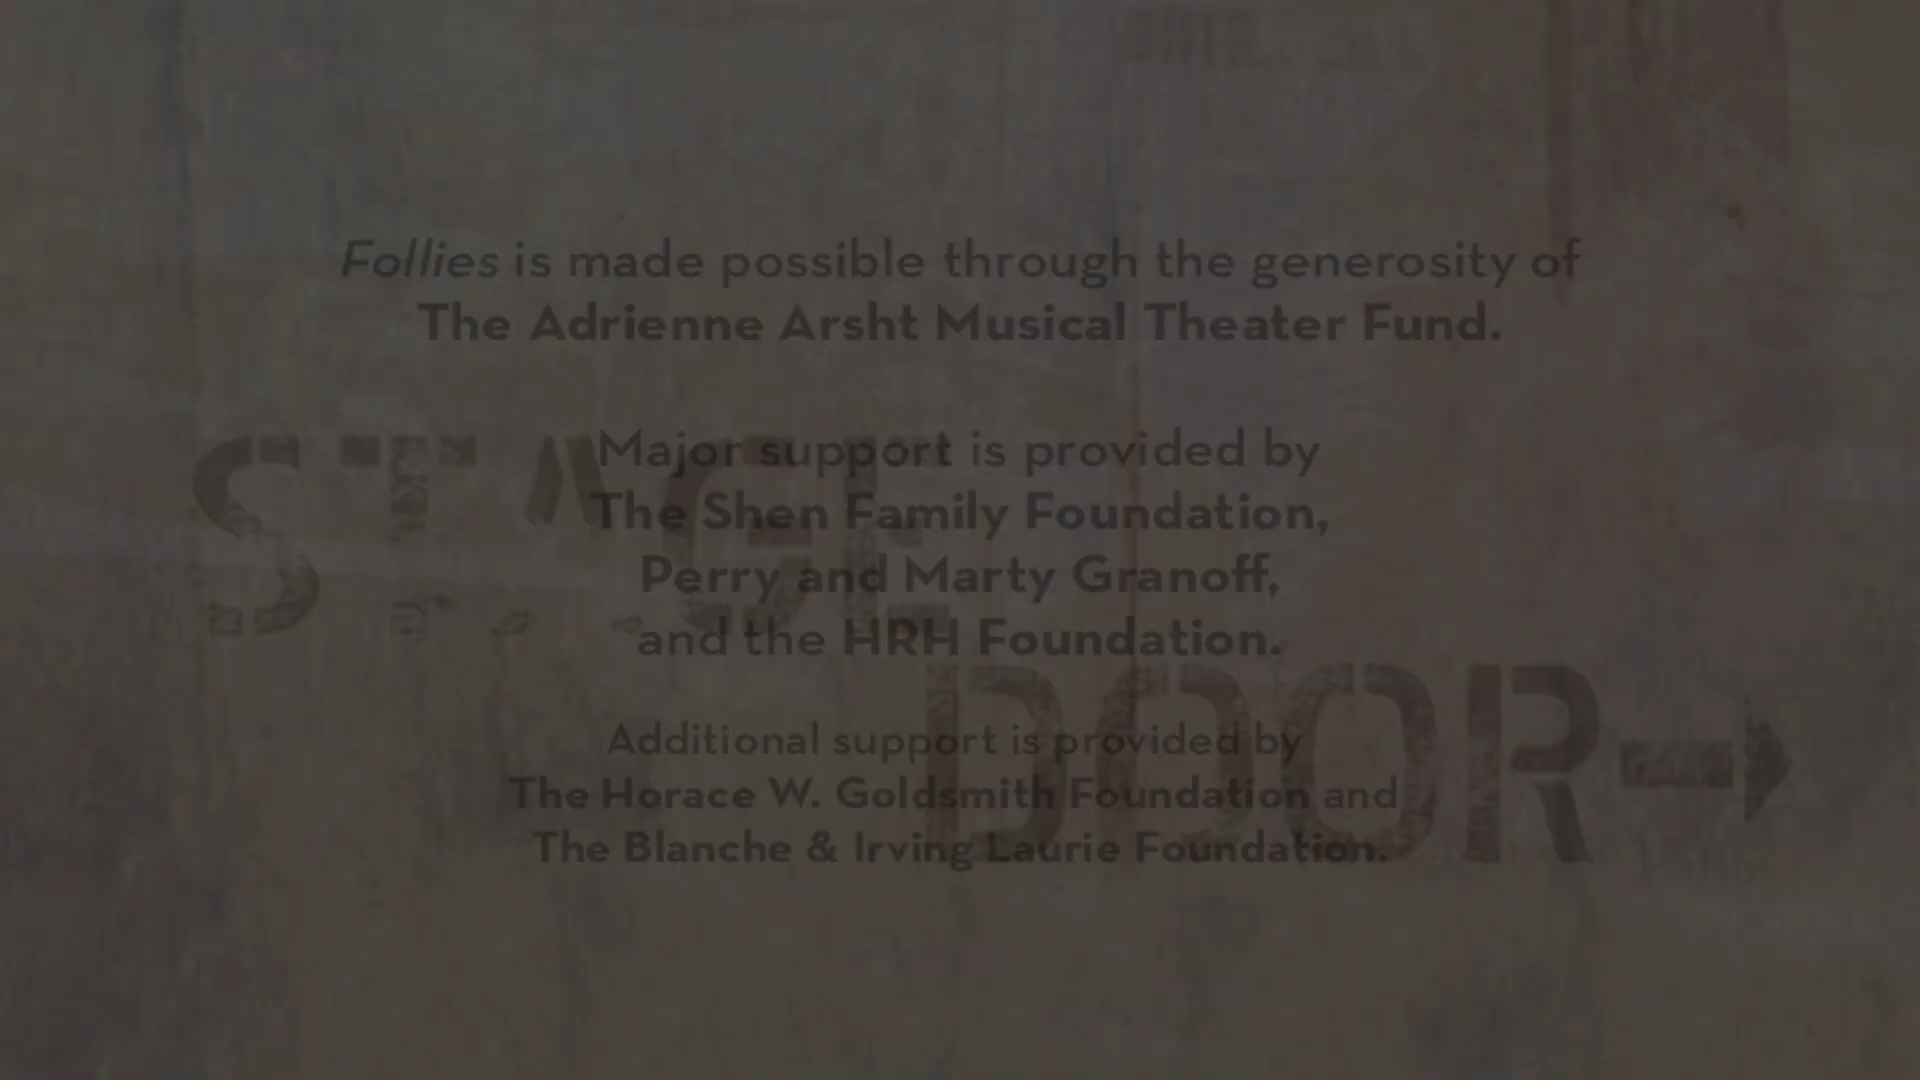 Follies is made possible through the generosity of
The Adrienne Arsht Musical Theater Fund.
STAGE
Major support is provided by
The Shen Family Foundation,
Perry and Marty Granoff,
and the HRH Foundation.
DOOR→
Additional support is provided by
The Horace W. Goldsmith Foundation and
The Blanche & Irving Laurie Foundation.